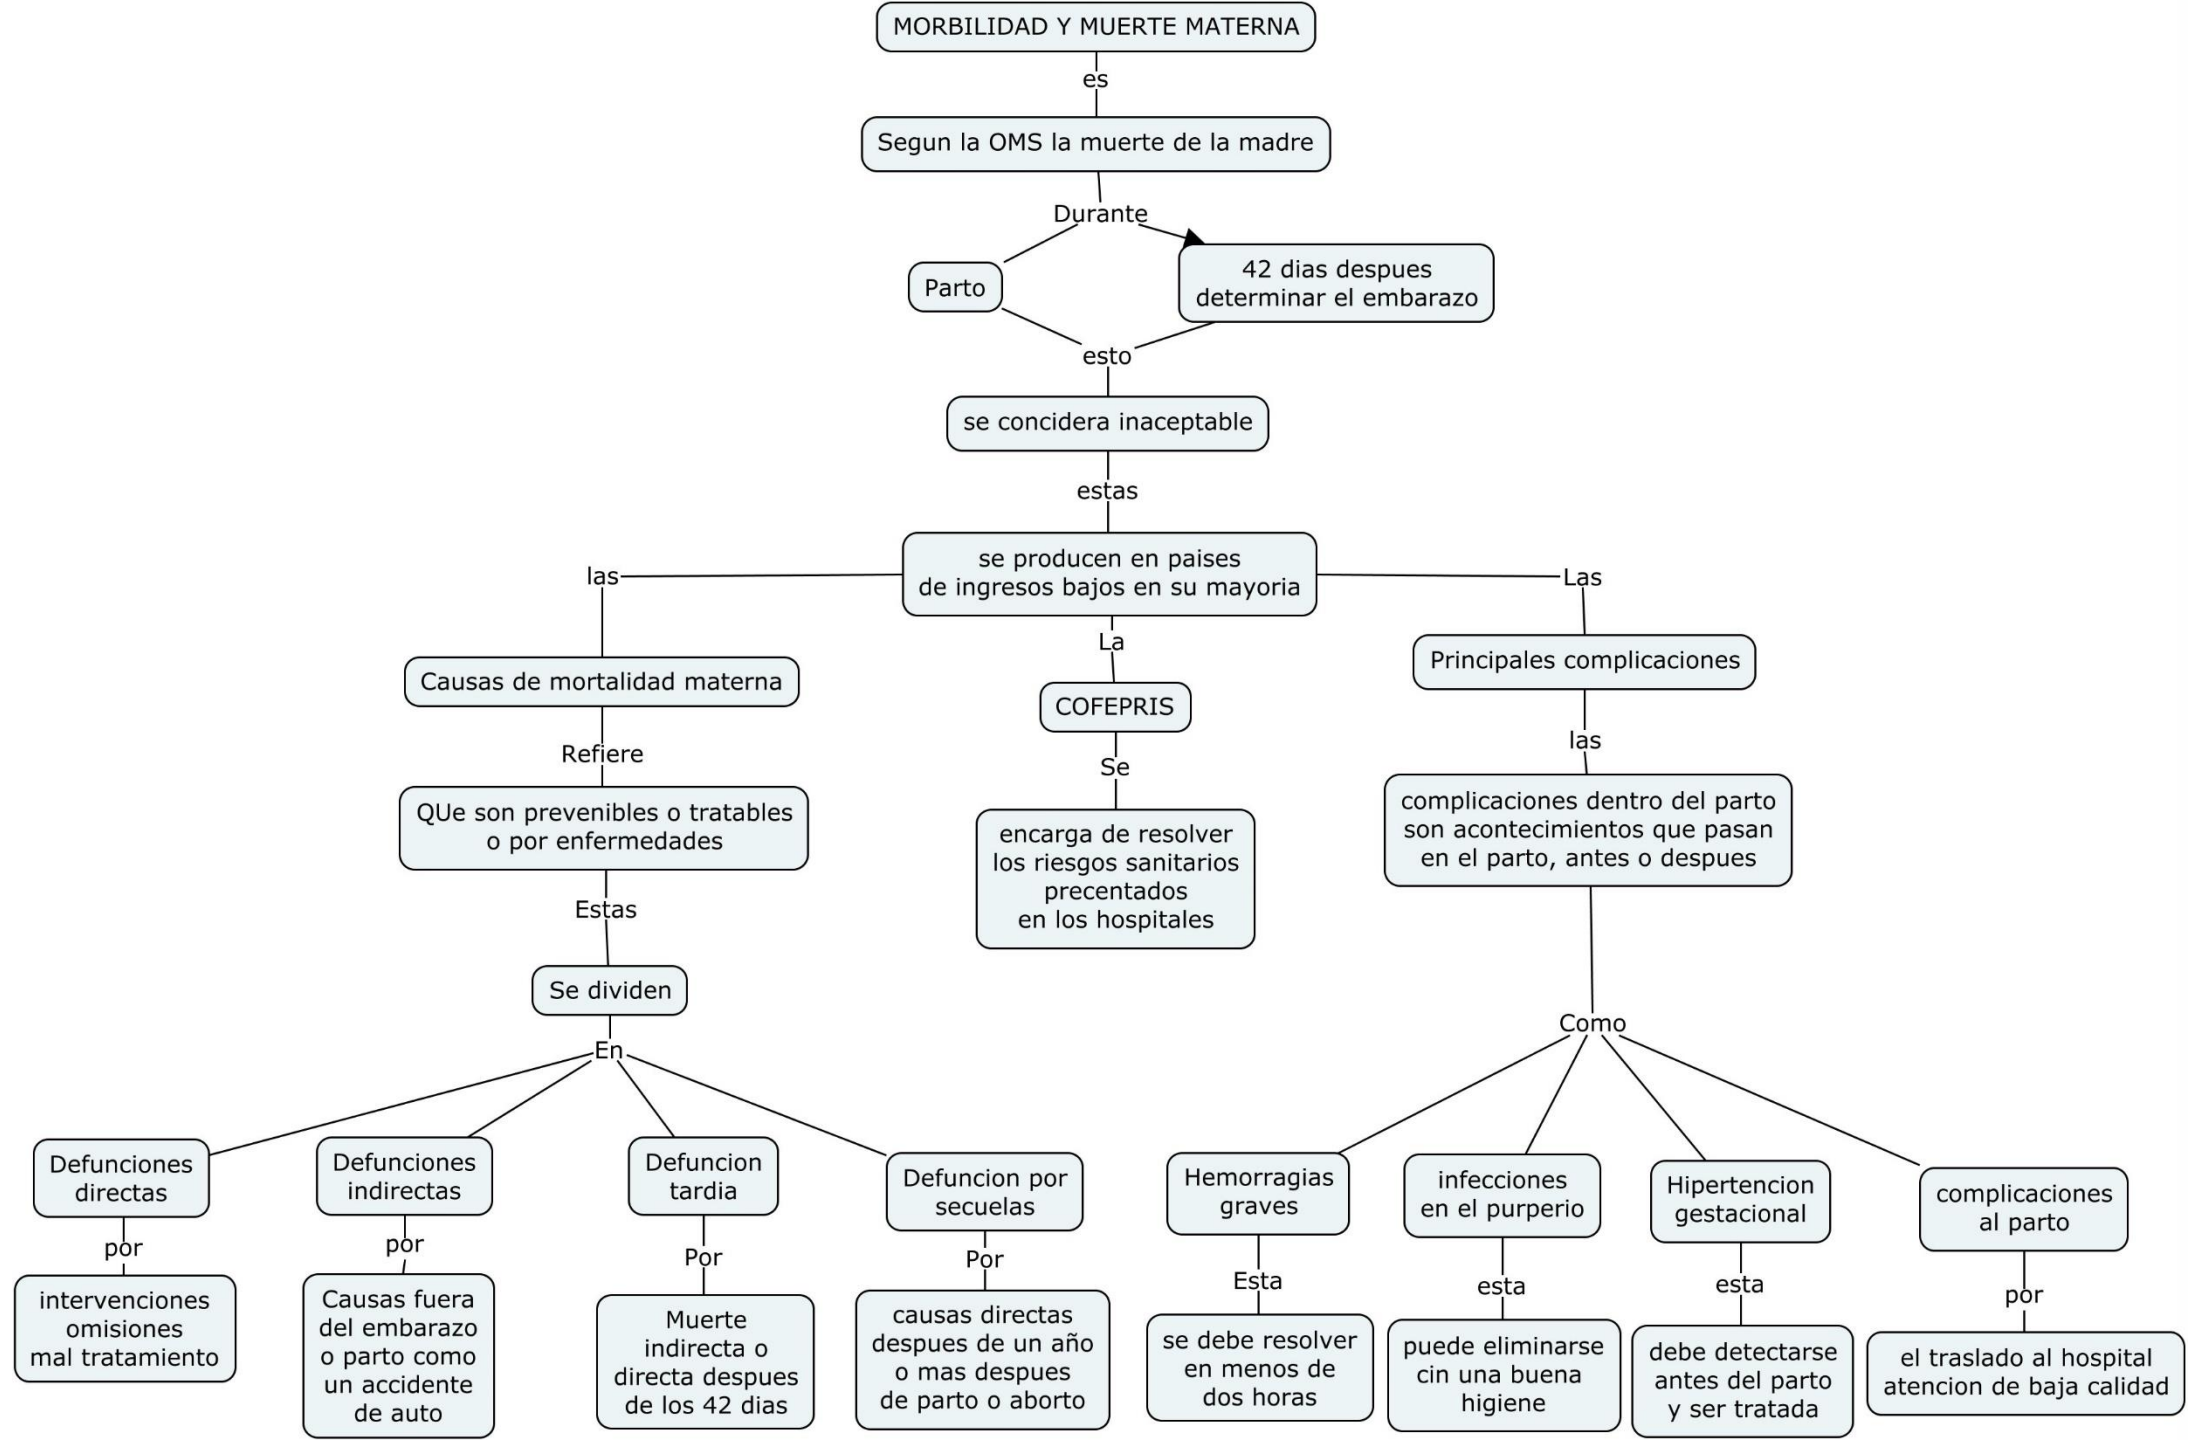 MORBILIDAD Y MUERTE MATERNA
es
Segun la OMS la muerte de la madre
Durante
Parto
42 dias despues
determinar el embarazo
esto
se concidera inaceptable
estas
se producen en paises
de ingresos bajos en su mayoria
las
Causas de mortalidad materna
Refiere
QUe son prevenibles o tratables
o por enfermedades
Estas
Se dividen
En
Defunciones
directas
por
intervenciones
omisiones
mal tratamiento
Defunciones
indirectas
por
Causas fuera
del embarazo
o parto como
un accidente
de auto
Defuncion
tardia
Por
Muerte
indirecta o
directa despues
de los 42 dias
Defuncion por
secuelas
Por
causas directas
despues de un año
o mas despues
de parto o aborto
La
COFEPRIS
Se
encarga de resolver
los riesgos sanitarios
precentados
en los hospitales
Las
Principales complicaciones
las
complicaciones dentro del parto
son acontecimientos que pasan
en el parto, antes o despues
Como
Hemorragias
graves
Esta
se debe resolver
en menos de
dos horas
infecciones
en el purperio
esta
puede eliminarse
cin una buena
higiene
Hipertencion
gestacional
esta
debe detectarse
antes del parto
y ser tratada
complicaciones
al parto
por
el traslado al hospital
atencion de baja calidad